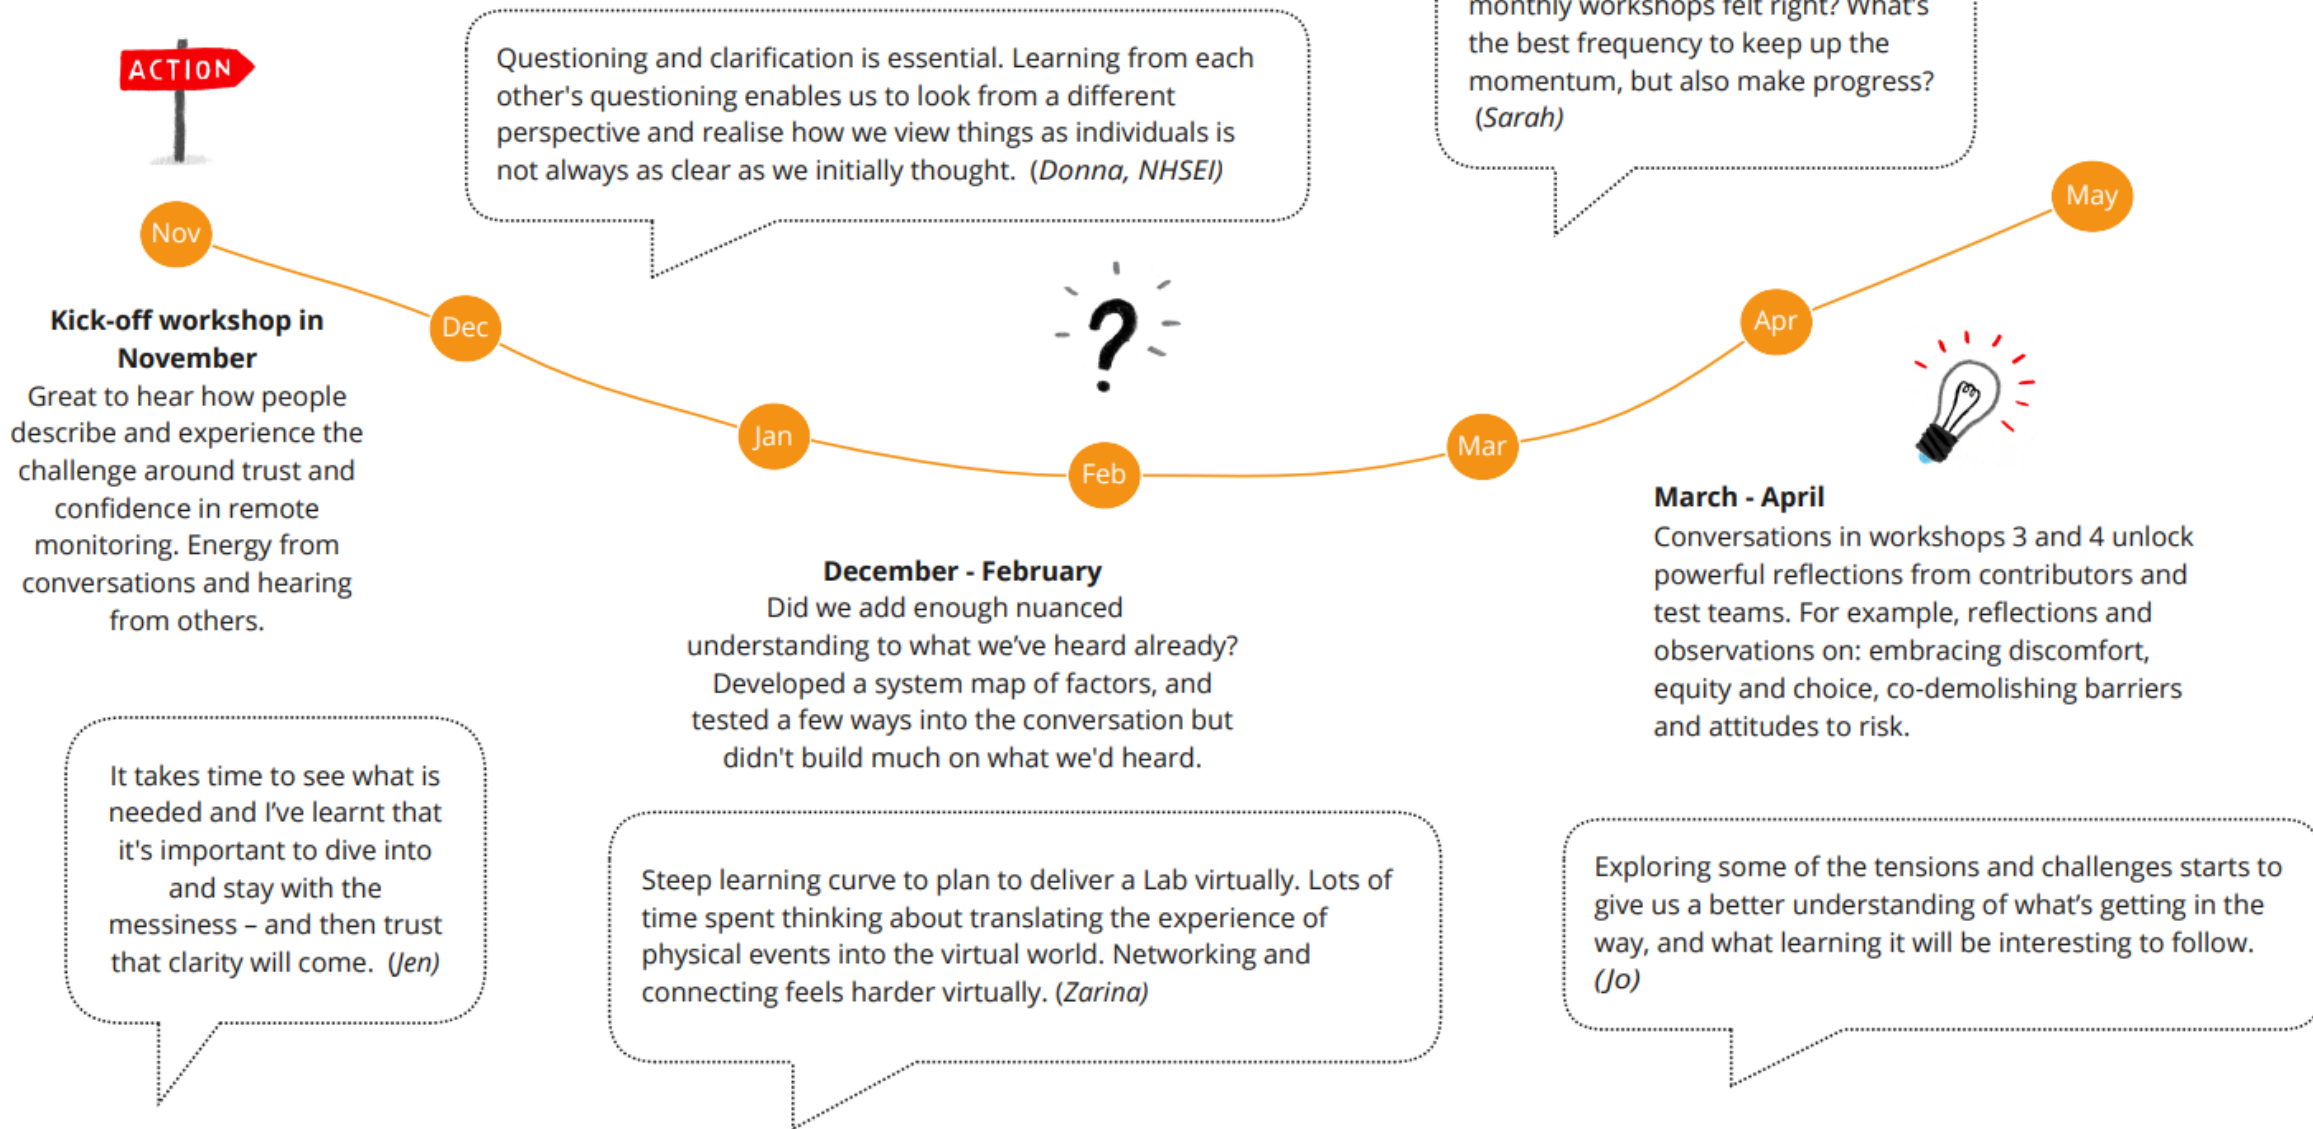 ACTION
Questioning and clarification is essential. Learning from each
other's questioning enables us to look from a different
perspective and realise how we view things as individuals is
not always as clear as we initially thought. (Donna, NHSEI)
monthly workshops felt right? What's
the best frequency to keep up the
momentum, but also make progress?
(Sarah)
Nov
Dec
Jan
Feb
Mar
Apr
May
Kick-off workshop in
November
Great to hear how people
describe and experience the
challenge around trust and
confidence in remote
monitoring. Energy from
conversations and hearing
from others.
December - February
Did we add enough nuanced
understanding to what we’ve heard already?
Developed a system map of factors, and
tested a few ways into the conversation but
didn't build much on what we'd heard.
March - April
Conversations in workshops 3 and 4 unlock
powerful reflections from contributors and
test teams. For example, reflections and
observations on: embracing discomfort,
equity and choice, co-demolishing barriers
and attitudes to risk.
It takes time to see what is
needed and I’ve learnt that
it's important to dive into
and stay with the
messiness – and then trust
that clarity will come. (Jen)
Steep learning curve to plan to deliver a Lab virtually. Lots of
time spent thinking about translating the experience of
physical events into the virtual world. Networking and
connecting feels harder virtually. (Zarina)
Exploring some of the tensions and challenges starts to
give us a better understanding of what’s getting in the
way, and what learning it will be interesting to follow.
(Jo)